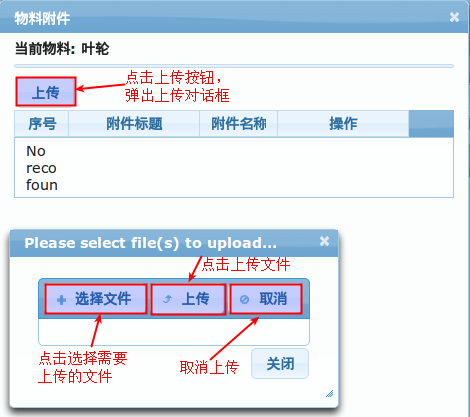 物料附件
当前物料: 叶轮
上传
点击上传按钮，
弹出上传对话框
序号 附件标题 附件名称 操作
No
reco
foun
Please select file(s) to upload...
点击上传文件
选择文件 上传 取消
点击选择需要
上传的文件
取消上传
关闭